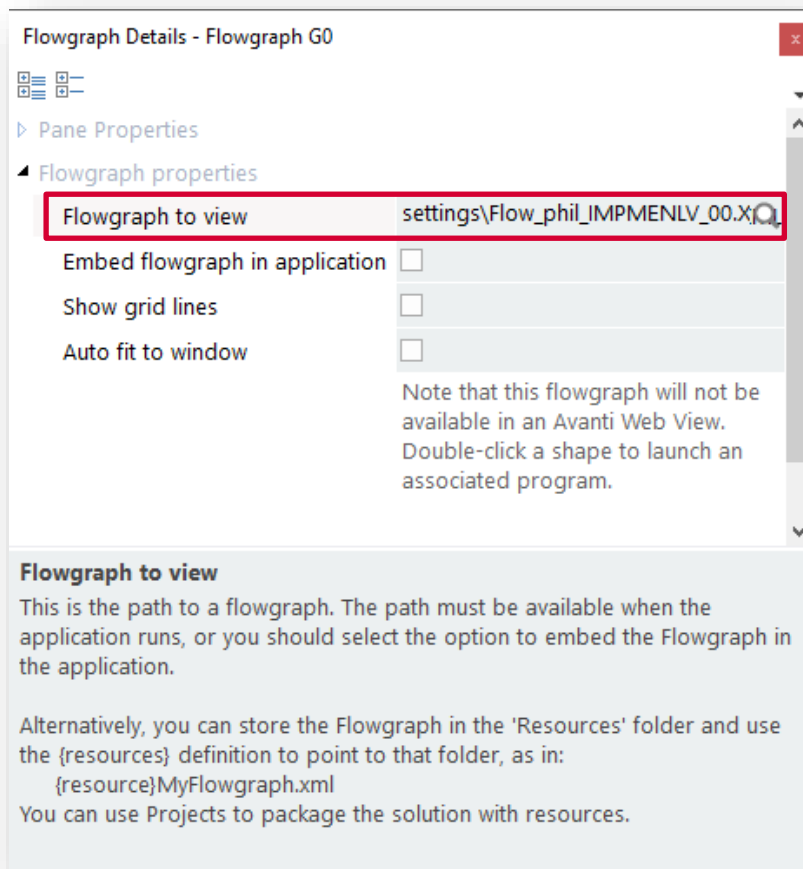 Flowgraph Details - Flowgraph G0
x
Pane Properties
Flowgraph properties
Flowgraph to view
settings\Flow_phil_IMPMENLV_00.X
Embed flowgraph in application
Show grid lines
Auto fit to window
Note that this flowgraph will not be
available in an Avanti Web View.
Double-click a shape to launch an
associated program.
Flowgraph to view
This is the path to a flowgraph. The path must be available when the
application runs, or you should select the option to embed the Flowgraph in
the application.
Alternatively, you can store the Flowgraph in the 'Resources' folder and use
the {resources} definition to point to that folder, as in:
{resource}MyFlowgraph.xml
You can use Projects to package the solution with resources.